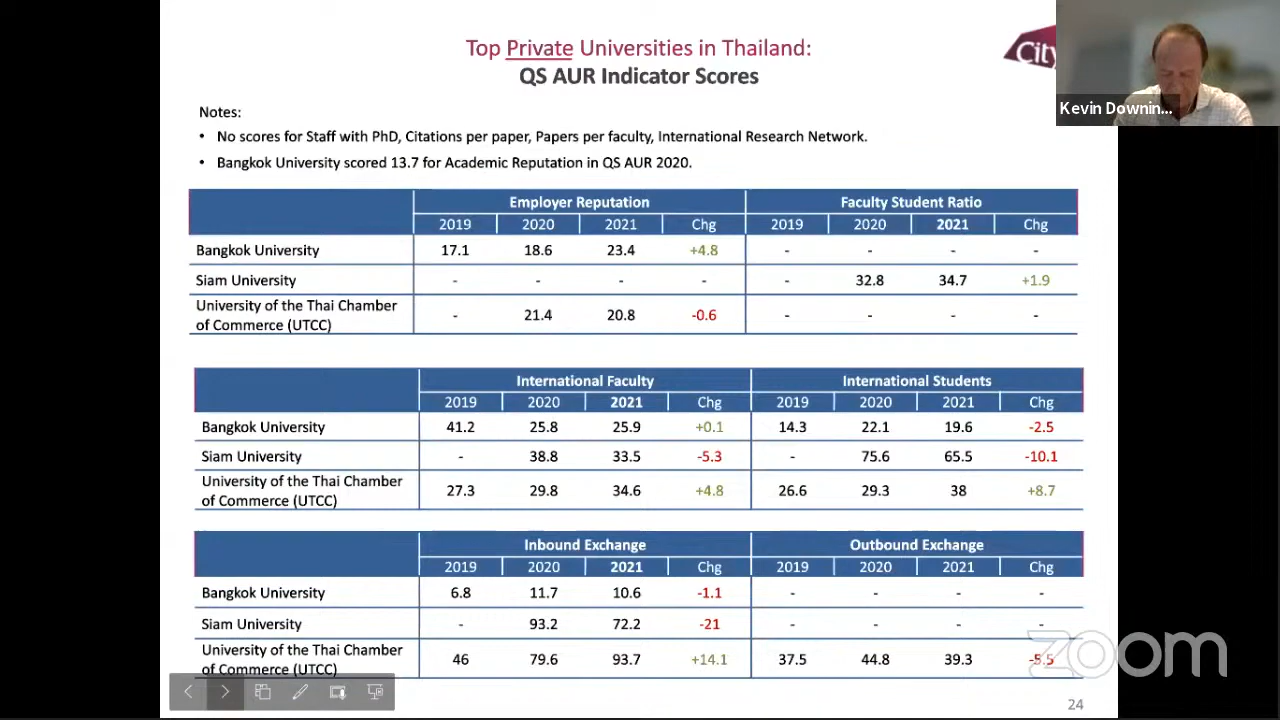 Top Private Universities in Thailand:
QS AUR Indicator Scores
City
Kevin Downin...
Notes:
• No scores for Staff with PhD, Citations per paper, Papers per faculty, International Research Network.
• Bangkok University scored 13.7 for Academic Reputation in QS AUR 2020.
Employer Reputation Faculty Student Ratio
2019 2020 2021 Chg 2019 2020 2021 Chg
Bangkok University 17.1 18.6 23.4 +4.8 - - - -
Siam University - - - - - 32.8 34.7 +1.9
University of the Thai Chamber
of Commerce (UTCC) - 21.4 20.8 -0.6 - - - -
International Faculty International Students
2019 2020 2021 Chg 2019 2020 2021 Chg
Bangkok University 41.2 25.8 25.9 +0.1 14.3 22.1 19.6 -2.5
Siam University - 38.8 33.5 -5.3 - 75.6 65.5 -10.1
University of the Thai Chamber
of Commerce (UTCC) 27.3 29.8 34.6 +4.8 26.6 29.3 38 +8.7
Inbound Exchange Outbound Exchange
2019 2020 2021 Chg 2019 2020 2021 Chg
Bangkok University 6.8 11.7 10.6 -1.1 - - - -
Siam University - 93.2 72.2 -21 - - - -
University of the Thai Chamber
of Commerce (UTCC) 46 79.6 93.7 +14.1 37.5 44.8 39.3 -5.5
zoom
24